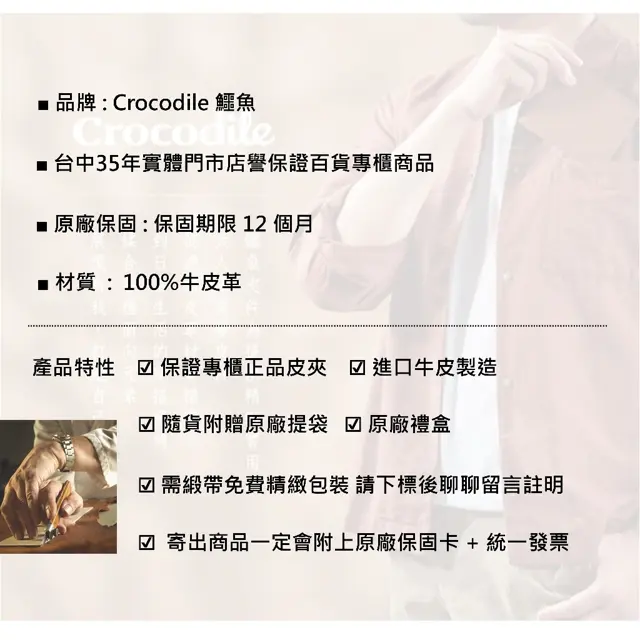 ■ 品牌 : Crocodile 鱷魚
Crocodile
■ 台中35年實體門市店譽保證百貨專櫃商品
■ 原廠保固 : 保固期限 12 個月
■ 材質 : 100%牛皮革
產品特性 ☑ 保證專櫃正品皮夾 ☑ 進口牛皮製造
☑ 隨貨附贈原廠提袋 ☑ 原廠禮盒
☑ 需緞帶免費精緻包裝 請下標後聊聊留言註明
☑ 寄出商品一定會附上原廠保固卡 + 統一發票